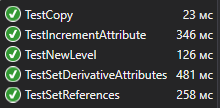 TestCopy 23 мс
TestIncrementAttribute 346 мс
TestNewLevel 126 мс
TestSetDerivativeAttributes 481 мс
TestSetReferences 258 мс